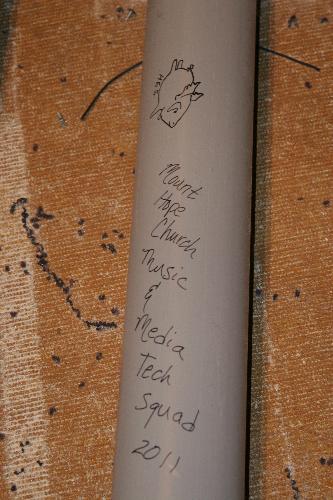 Mount
Hope
Church
Music
&
Media
Tech
Squad
2011